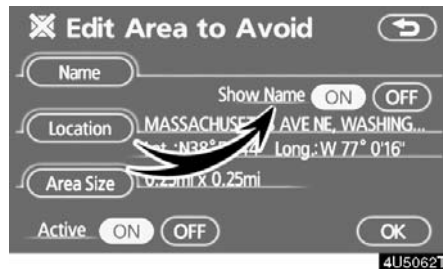 Edit Area to Avoid
Name
Show Name ON OFF
Location MASSACHUSET AVE NE, WASHING...
Long.: W 77° 0'16"
Area Size 0.25mi x 0.25mi
Active ON OFF OK
4U5062T